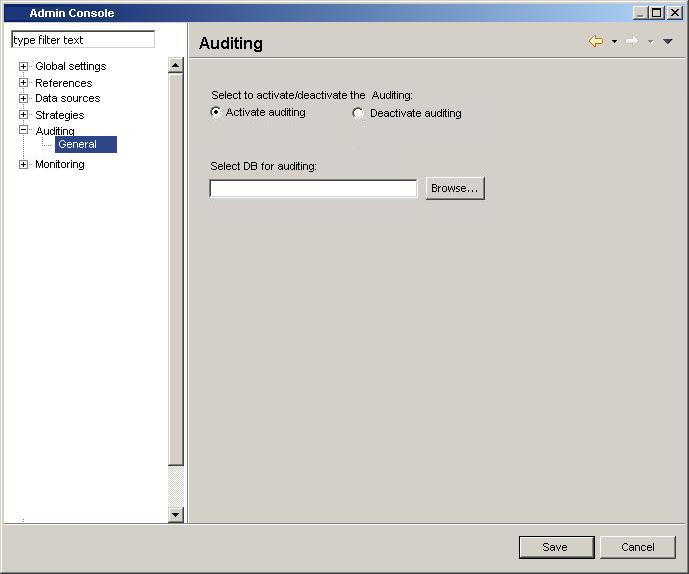 Admin Console
type filter text
Global settings
References
Data sources
Strategies
Auditing
General
Monitoring
Auditing
Select to activate/deactivate the Auditing:
Activate auditing Deactivate auditing
Select DB for auditing:
Browse...
Save Cancel